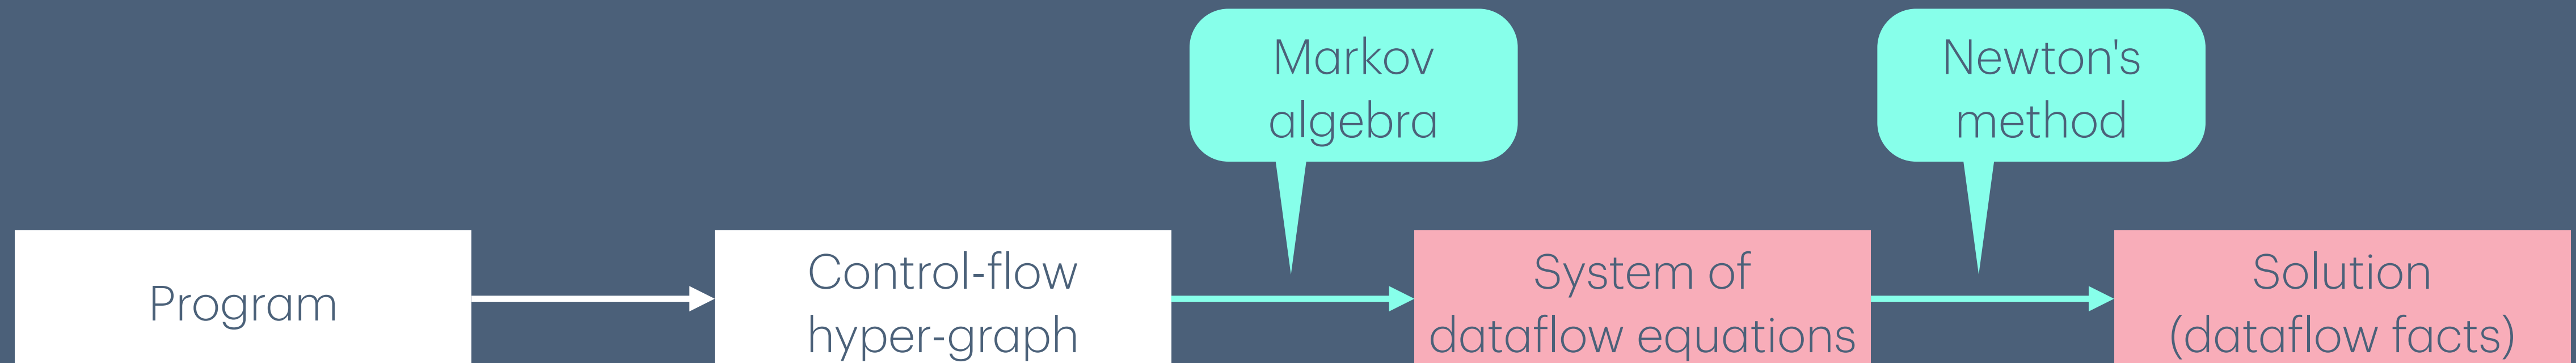 Markov
algebra
Newton's
method
Program
Control-flow
hyper-graph
System of
dataflow equations
Solution
(dataflow facts)